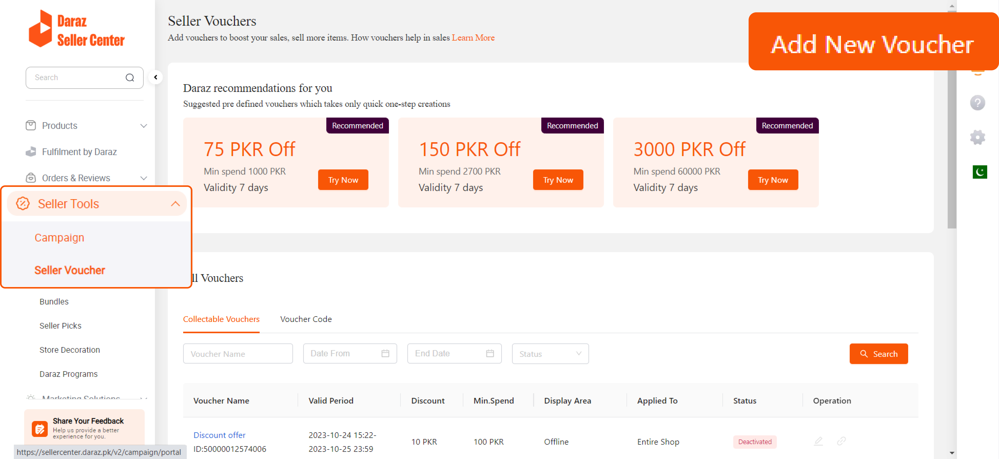 Daraz
Seller Center
Search
Products
Fulfilment by Daraz
Orders & Reviews
Seller Tools
Campaign
Seller Voucher
Bundles
Seller Picks
Store Decoration
Daraz Programs
Marketing Solutions
Share Your Feedback
Help us provide a better
experience for you.
https://sellercenter.daraz.pk/v2/campaign/portal
Seller Vouchers
Add vouchers to boost your sales, sell more items. How vouchers help in sales Learn More
Add New Voucher
Daraz recommendations for you
Suggested pre defined vouchers which takes only quick one-step creations
Recommended
75 PKR Off
Min spend 1000 PKR
Validity 7 days
Try Now
Recommended
150 PKR Off
Min spend 2700 PKR
Validity 7 days
Try Now
Recommended
3000 PKR Off
Min spend 60000 PKR
Validity 7 days
Try Now
ll Vouchers
Collectable Vouchers Voucher Code
Voucher Name Date From End Date Status Search
Voucher Name Valid Period Discount Min.Spend Display Area Applied To Status Operation
Discount offer
ID:50000012574006
2023-10-24 15:22-
2023-10-25 23:59
10 PKR 100 PKR Offline Entire Shop Deactivated